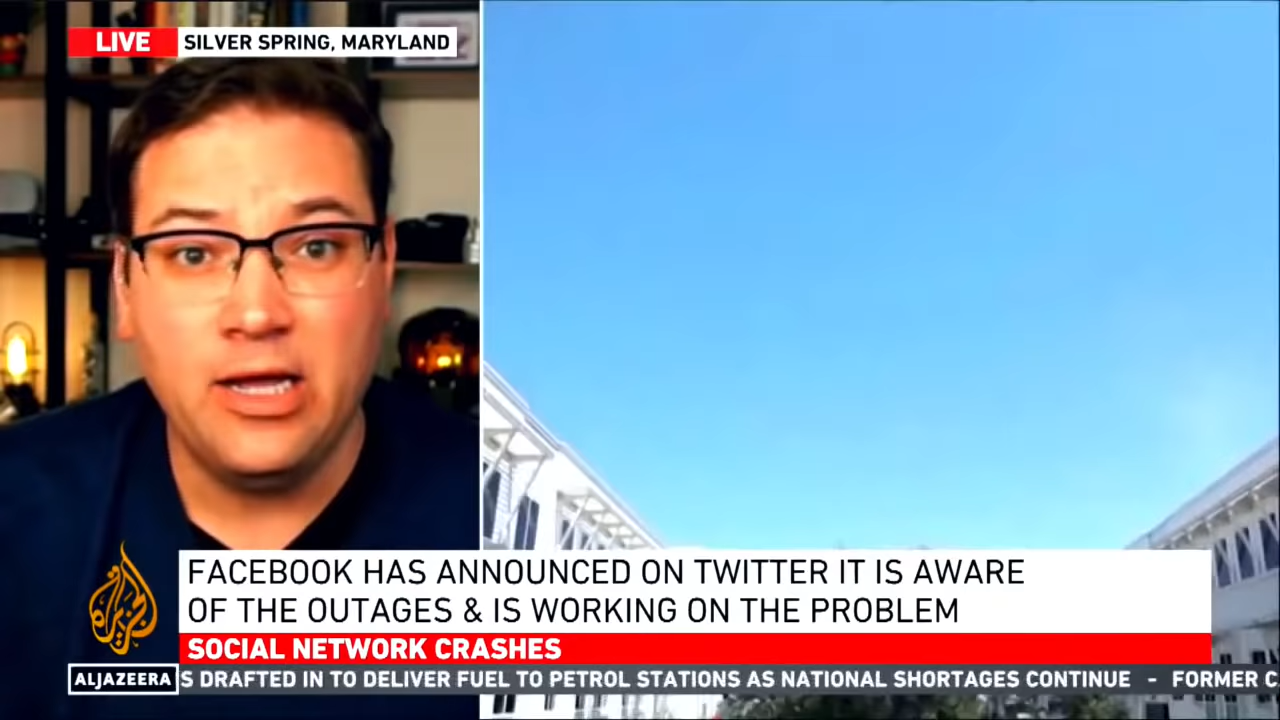 LIVE SILVER SPRING, MARYLAND
FACEBOOK HAS ANNOUNCED ON TWITTER IT IS AWARE
OF THE OUTAGES & IS WORKING ON THE PROBLEM
SOCIAL NETWORK CRASHES
ALJAZEERA S DRAFTED IN TO DELIVER FUEL TO PETROL STATIONS AS NATIONAL SHORTAGES CONTINUE - FORMER C